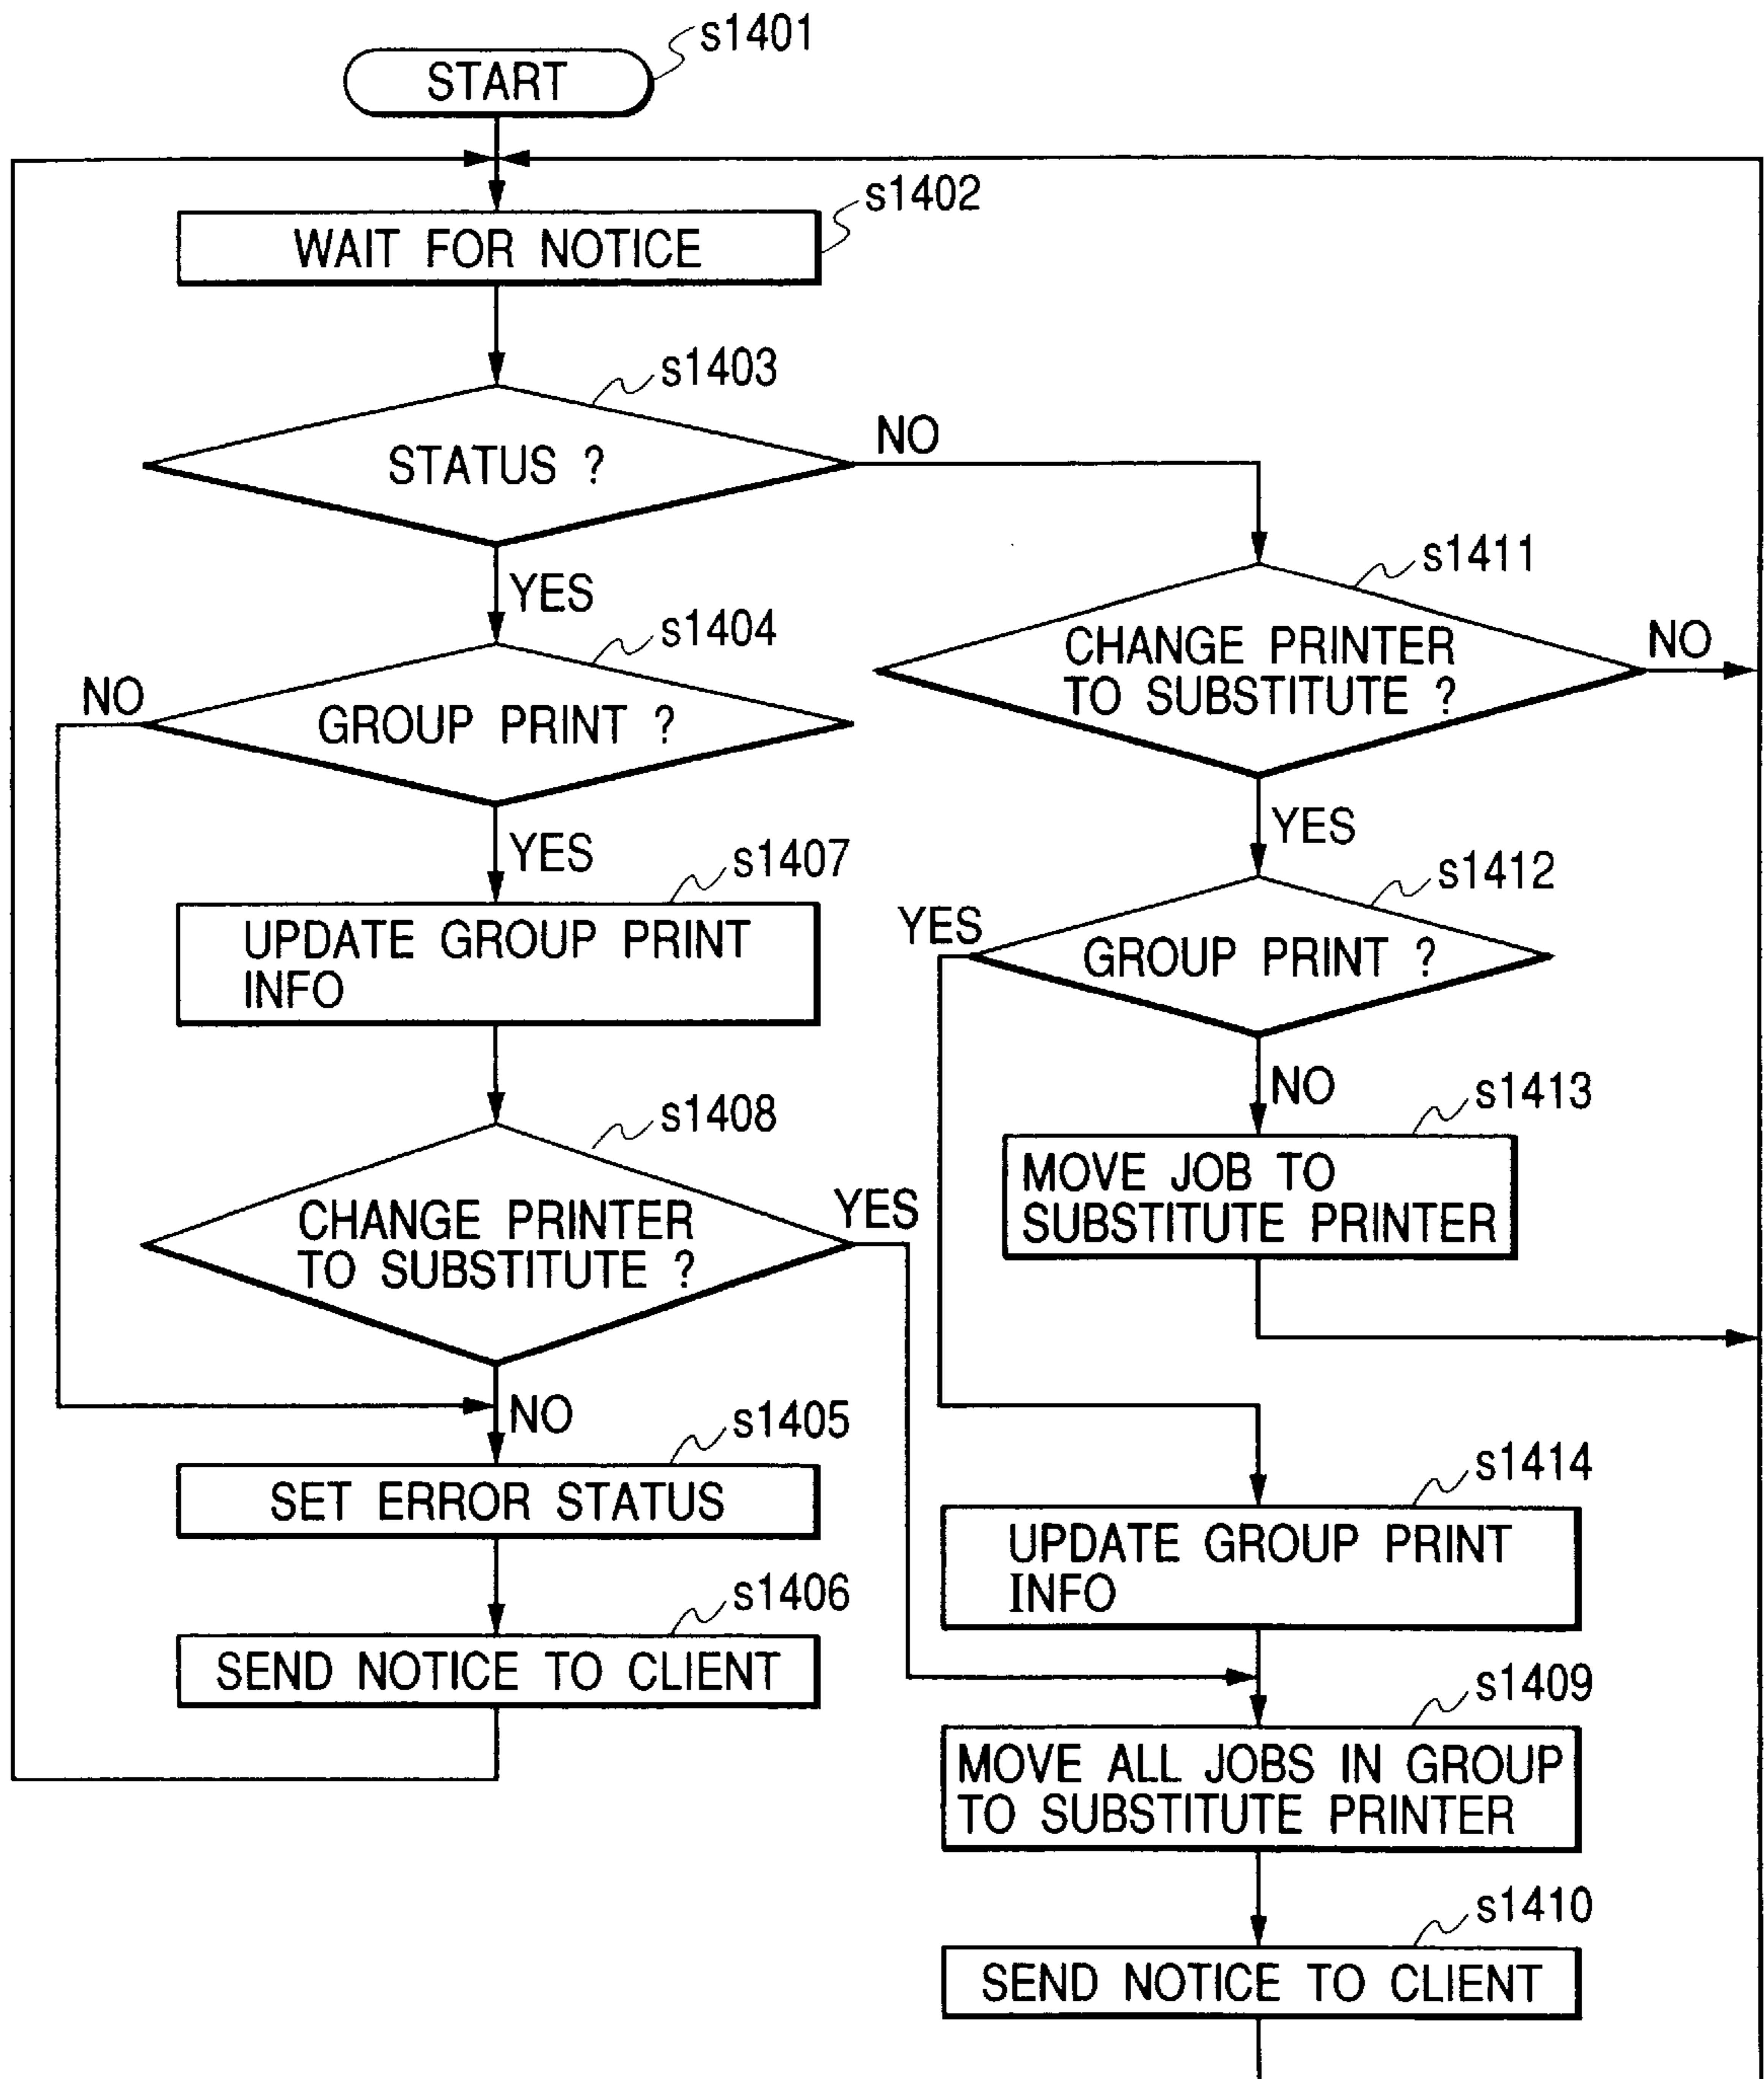 s1401
START
s1402
WAIT FOR NOTICE
s1403
STATUS ?
NO
YES
s1404
NO
GROUP PRINT ?
YES
s1407
UPDATE GROUP PRINT
INFO
s1408
CHANGE PRINTER
TO SUBSTITUTE ?
YES
NO
s1405
SET ERROR STATUS
s1406
SEND NOTICE TO CLIENT
s1411
CHANGE PRINTER
TO SUBSTITUTE ?
NO
YES
s1412
YES
GROUP PRINT ?
NO
s1413
MOVE JOB TO
SUBSTITUTE PRINTER
s1414
UPDATE GROUP PRINT
INFO
s1409
MOVE ALL JOBS IN GROUP
TO SUBSTITUTE PRINTER
s1410
SEND NOTICE TO CLIENT